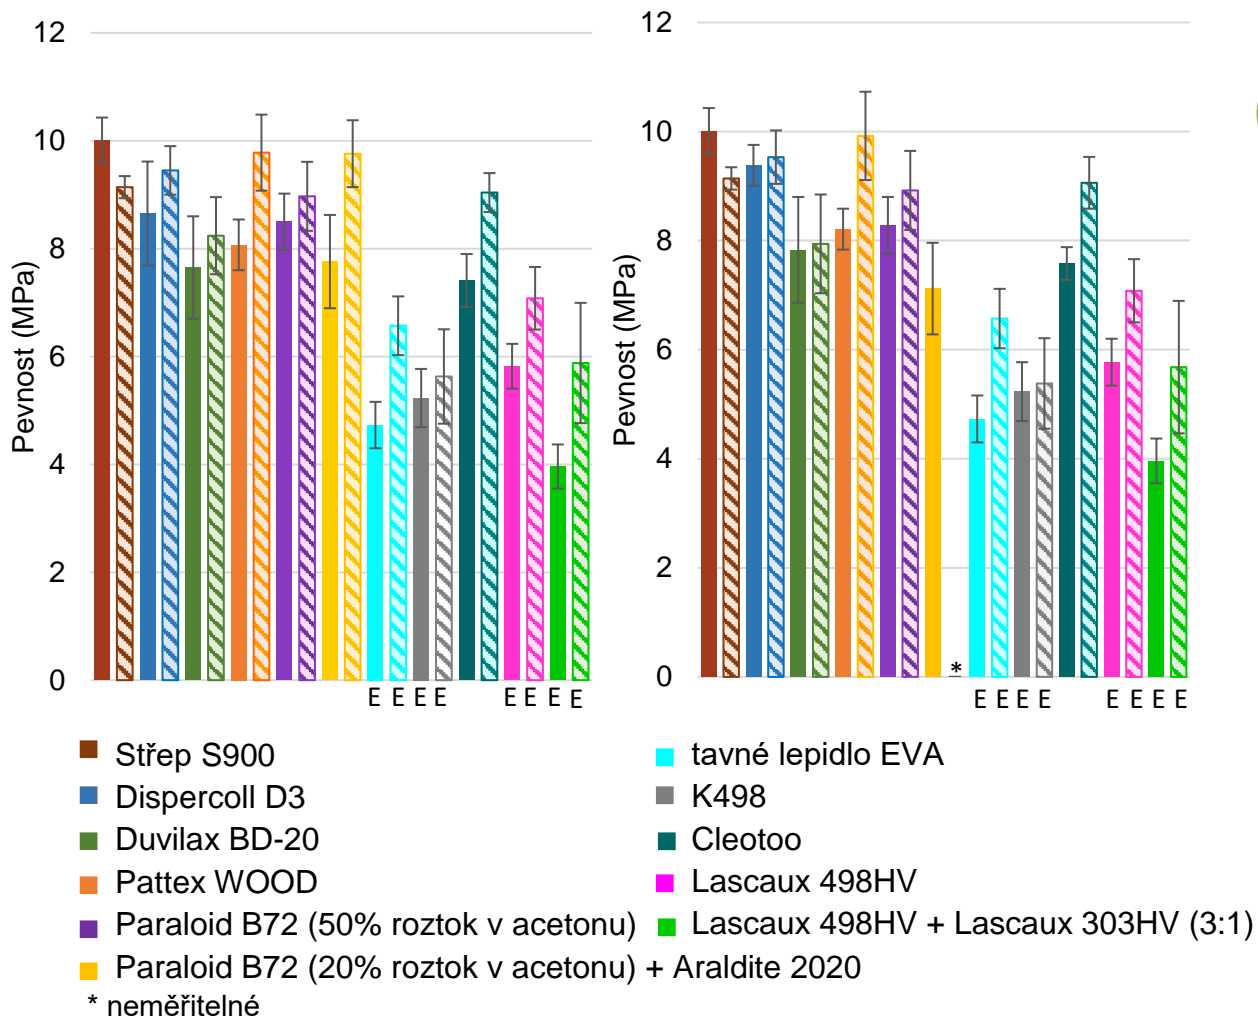 12
10
8
6
4
2
0
Pevnost (MPa)
E E E E E E E E
12
10
8
6
4
2
0
Pevnost (MPa)
*
E E E E E E E E
Střep S900
Dispercoll D3
Duvilax BD-20
Pattex WOOD
Paraloid B72 (50% roztok v acetonu)
Paraloid B72 (20% roztok v acetonu) + Araldite 2020
* neměřitelné
tavné lepidlo EVA
K498
Cleotoo
Lascaux 498HV
Lascaux 498HV + Lascaux 303HV (3:1)